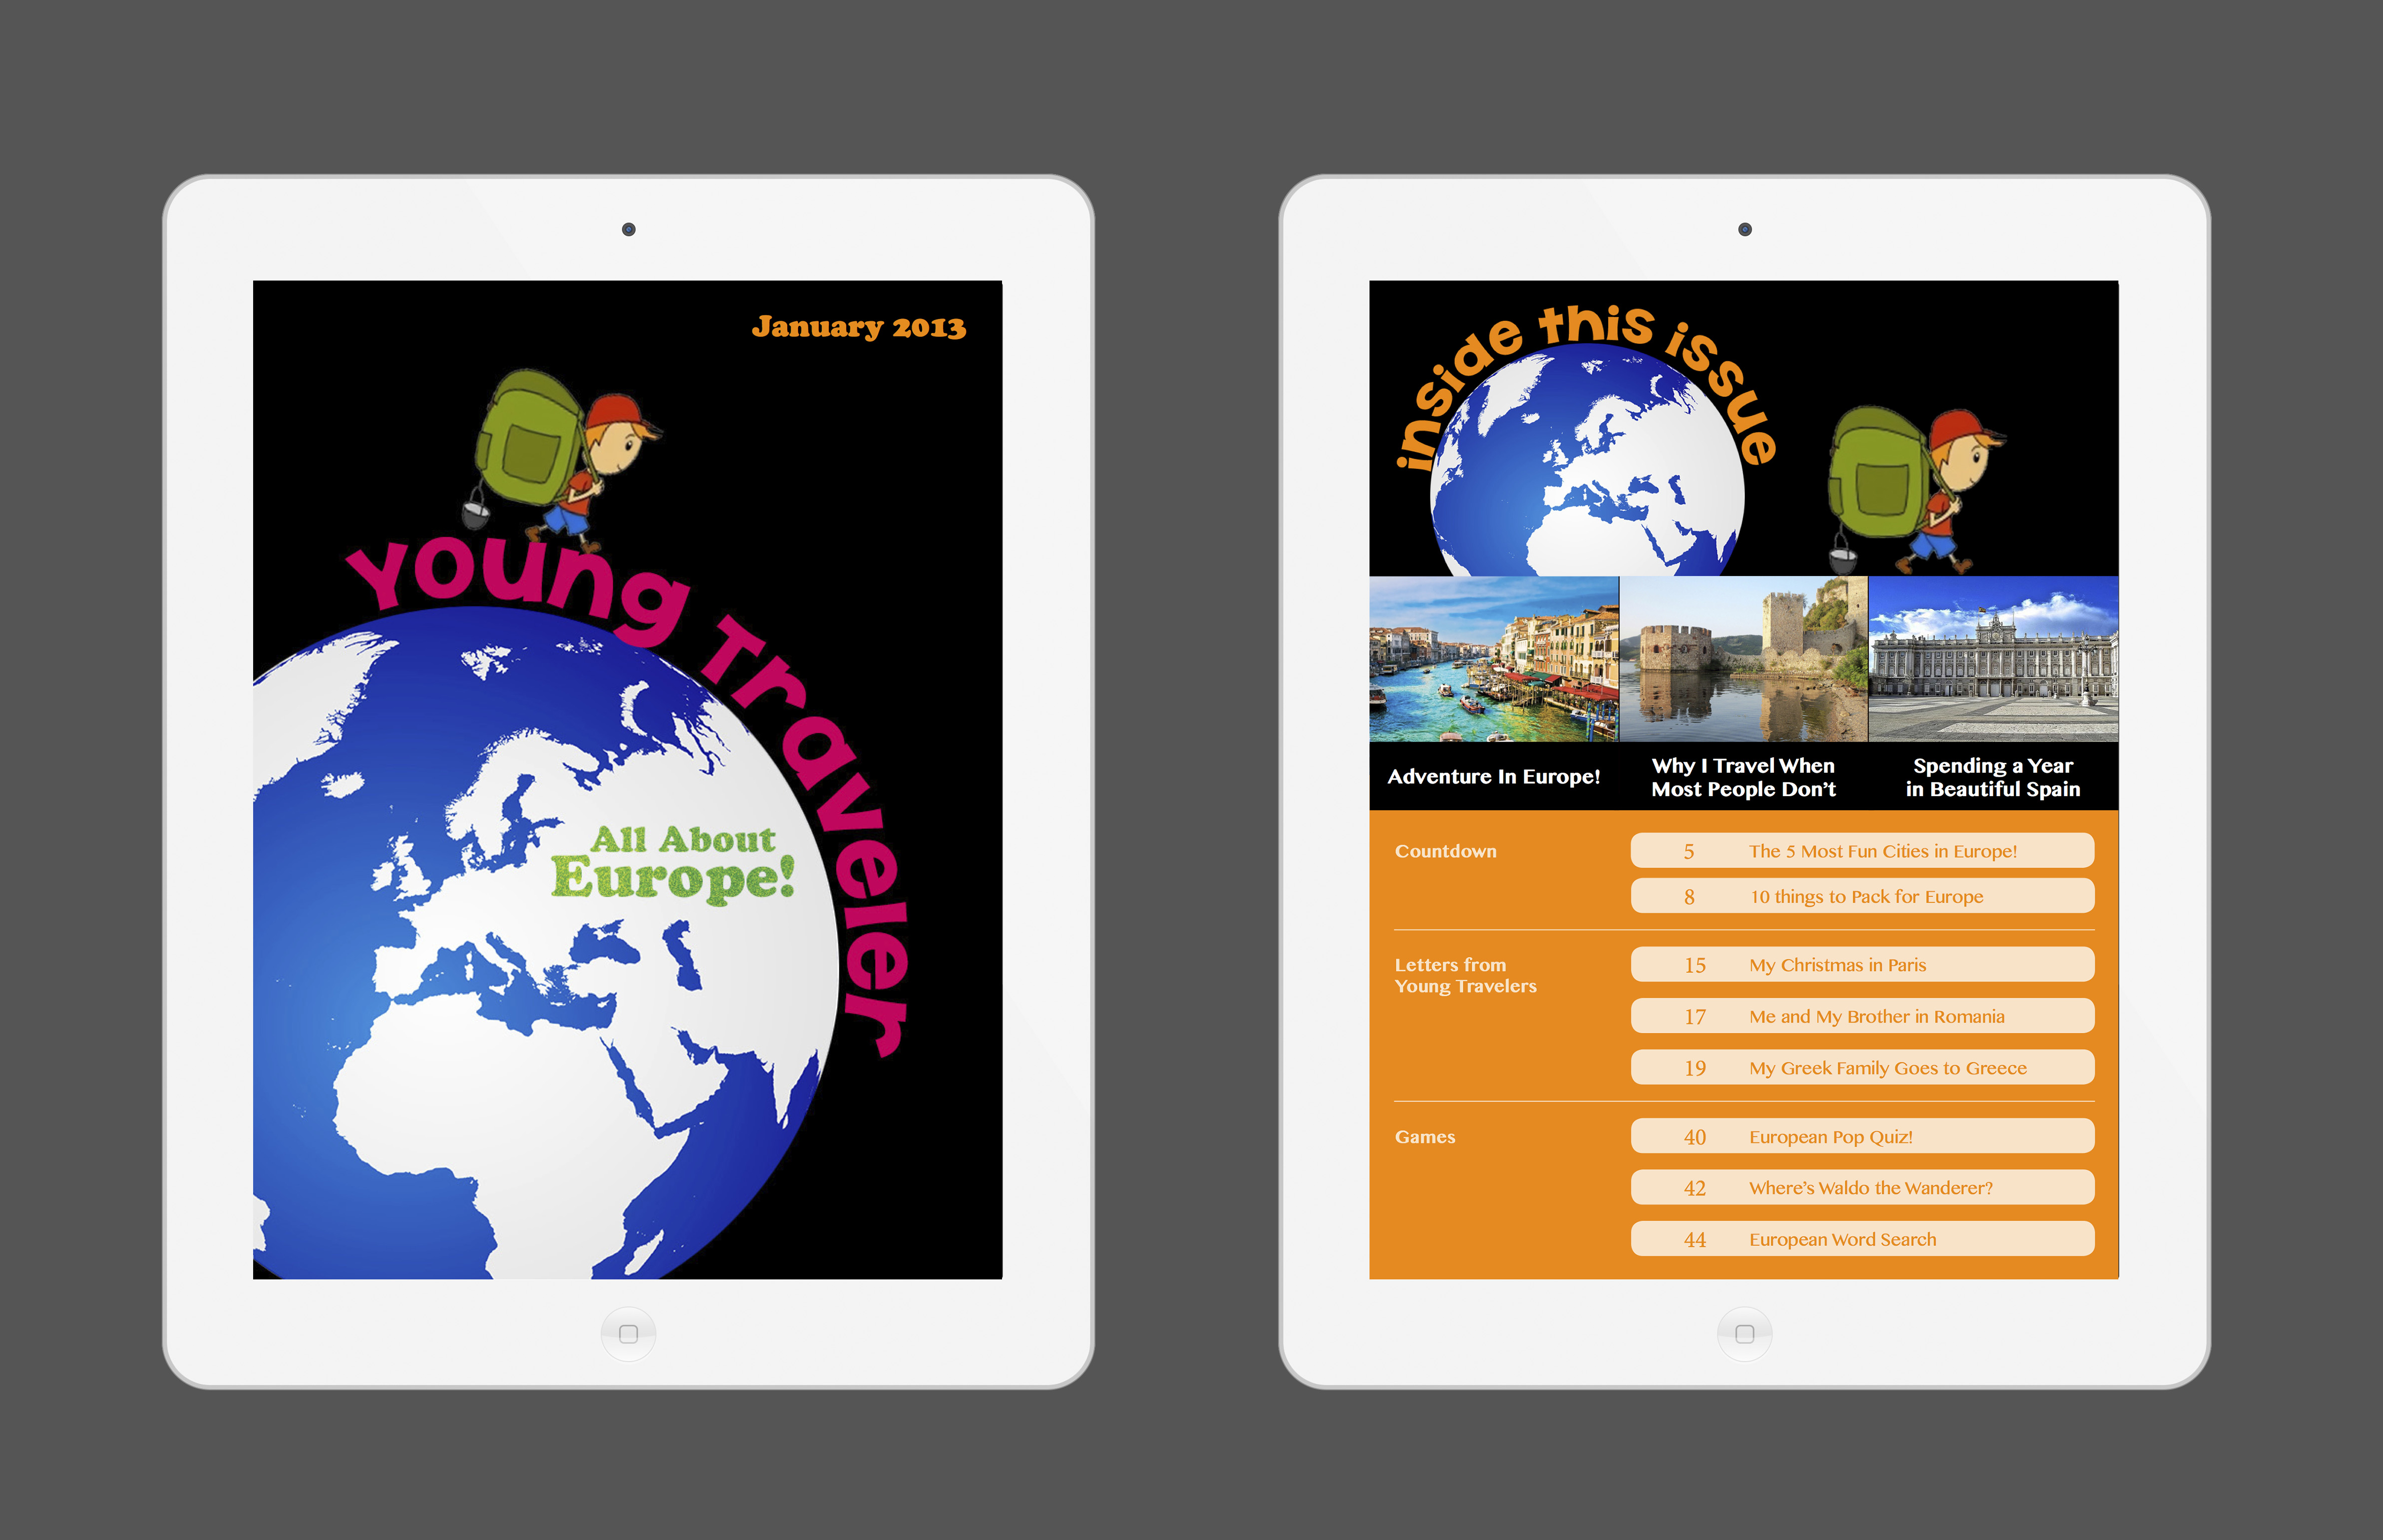 January 2013
Young Traveler
All About
Europe!
inside this issue
Adventure In Europe!
Why I Travel When
Most People Don't
Spending a Year
in Beautiful Spain
Countdown
5 The 5 Most Fun Cities in Europe!
8 10 things to Pack for Europe
Letters from
Young Travelers
15 My Christmas in Paris
17 Me and My Brother in Romania
19 My Greek Family Goes to Greece
Games
40 European Pop Quiz!
42 Where's Waldo the Wanderer?
44 European Word Search